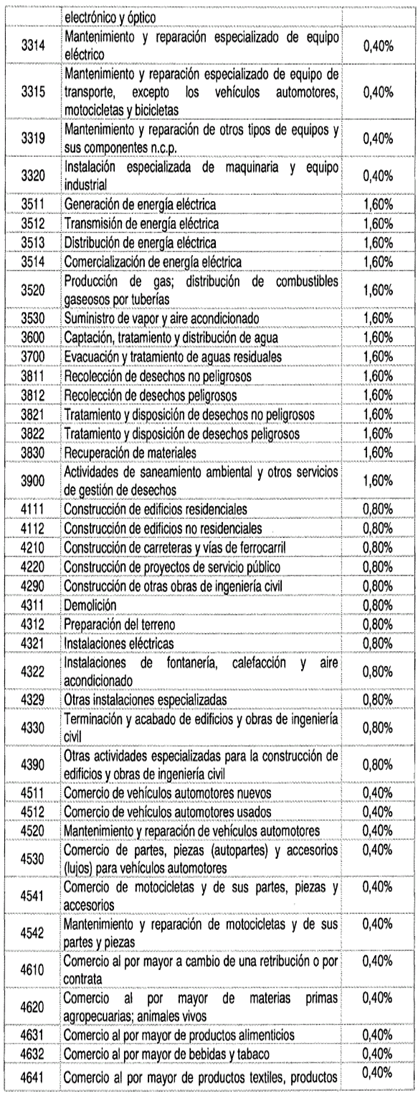 electrónico y óptico
3314 Mantenimiento y reparación especializado de equipo 0,40%
eléctrico
3315 Mantenimiento y reparación especializado de equipo de 0,40%
transporte, excepto los vehículos automotores,
motocicletas y bicicletas
3319 Mantenimiento y reparación de otros tipos de equipos y 0,40%
sus componentes n.c.p.
3320 Instalación especializada de maquinaria y equipo 0,40%
industrial
3511 Generación de energía eléctrica 1,60%
3512 Transmisión de energía eléctrica 1,60%
3513 Distribución de energía eléctrica 1,60%
3514 Comercialización de energía eléctrica 1,60%
3520 Producción de gas; distribución de combustibles 1,60%
gaseosos por tuberías
3530 Suministro de vapor y aire acondicionado 1,60%
3600 Captación, tratamiento y distribución de agua 1,60%
3700 Evacuación y tratamiento de aguas residuales 1,60%
3811 Recolección de desechos no peligrosos 1,60%
3812 Recolección de desechos peligrosos 1,60%
3821 Tratamiento y disposición de desechos no peligrosos 1,60%
3822 Tratamiento y disposición de desechos peligrosos 1,60%
3830 Recuperación de materiales 1,60%
3900 Actividades de saneamiento ambiental y otros servicios 1,60%
de gestión de desechos
4111 Construcción de edificios residenciales 0,80%
4112 Construcción de edificios no residenciales 0,80%
4210 Construcción de carreteras y vías de ferrocarril 0,80%
4220 Construcción de proyectos de servicio público 0,80%
4290 Construcción de otras obras de ingeniería civil 0,80%
4311 Demolición 0,80%
4312 Preparación del terreno 0,80%
4321 Instalaciones eléctricas 0,80%
4322 Instalaciones de fontanería, calefacción y aire 0,80%
acondicionado
4329 Otras instalaciones especializadas 0,80%
4330 Terminación y acabado de edificios y obras de ingeniería 0,80%
civil
4390 Otras actividades especializadas para la construcción de 0,80%
edificios y obras de ingeniería civil
4511 Comercio de vehículos automotores nuevos 0,40%
4512 Comercio de vehículos automotores usados 0,40%
4520 Mantenimiento y reparación de vehículos automotores 0,40%
4530 Comercio de partes, piezas (autopartes) y accesorios 0,40%
(lujos) para vehículos automotores
4541 Comercio de motocicletas y de sus partes, piezas y 0,40%
accesorios
4542 Mantenimiento y reparación de motocicletas y de sus 0,40%
partes y piezas
4610 Comercio al por mayor a cambio de una retribución o por 0,40%
contrata
4620 Comercio al por mayor de materias primas 0,40%
agropecuarias; animales vivos
4631 Comercio al por mayor de productos alimenticios 0,40%
4632 Comercio al por mayor de bebidas y tabaco 0,40%
4641 Comercio al por mayor de productos textiles, productos 0,40%